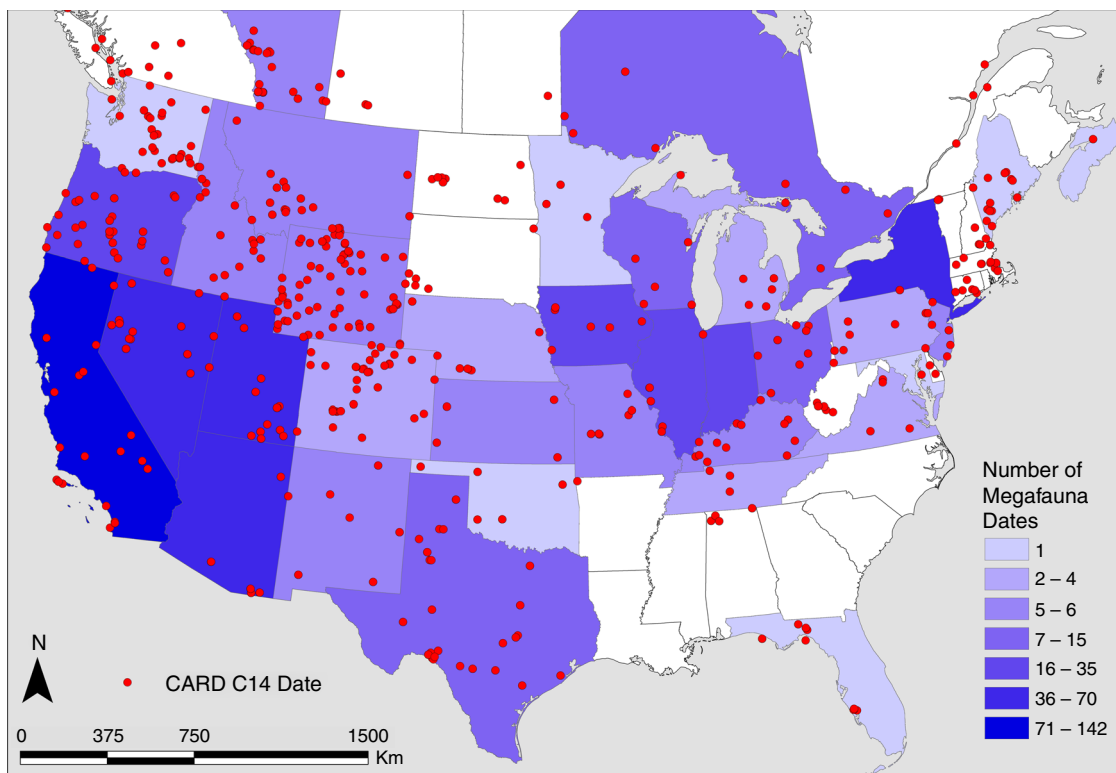 Number of
Megafauna
Dates
1
2 – 4
5 – 6
7 – 15
16 – 35
36 – 70
71 – 142
N
CARD C14 Date
0 375 750 1500
Km